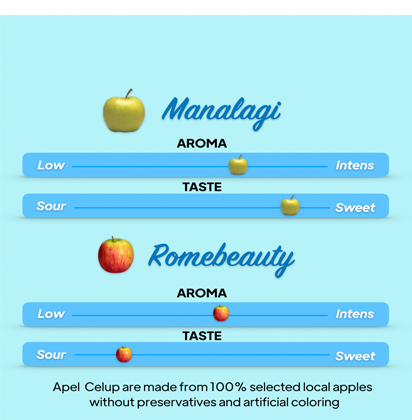 Manalagi
AROMA
Low Intens
TASTE
Sour Sweet
Romebeauty
AROMA
Low Intens
TASTE
Sour Sweet
Apel Celup are made from 100% selected local apples
without preservatives and artificial coloring